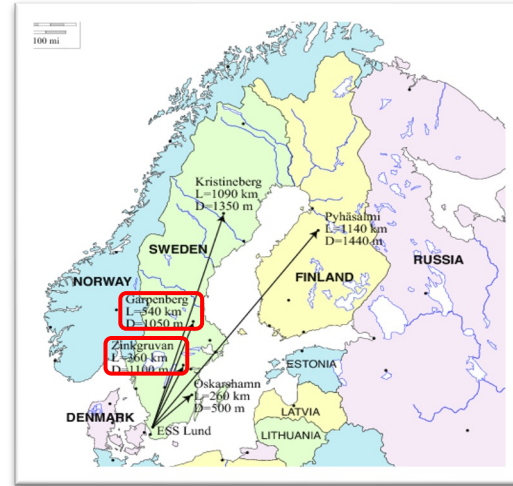 100 mi
Kristineberg
L=1090 km
D=1350 m
Pyhäsalmi
L=1140 km
D=1440 m
SWEDEN
RUSSIA
FINLAND
NORWAY
Garpenberg
L=540 km
D=1050 m
Zinkgruvan
L=360 km
D=1100 m
ESTONIA
Oskarshamn
L=260 km
D=500 m
LATVIA
DENMARK
ESS Lund
LITHUANIA